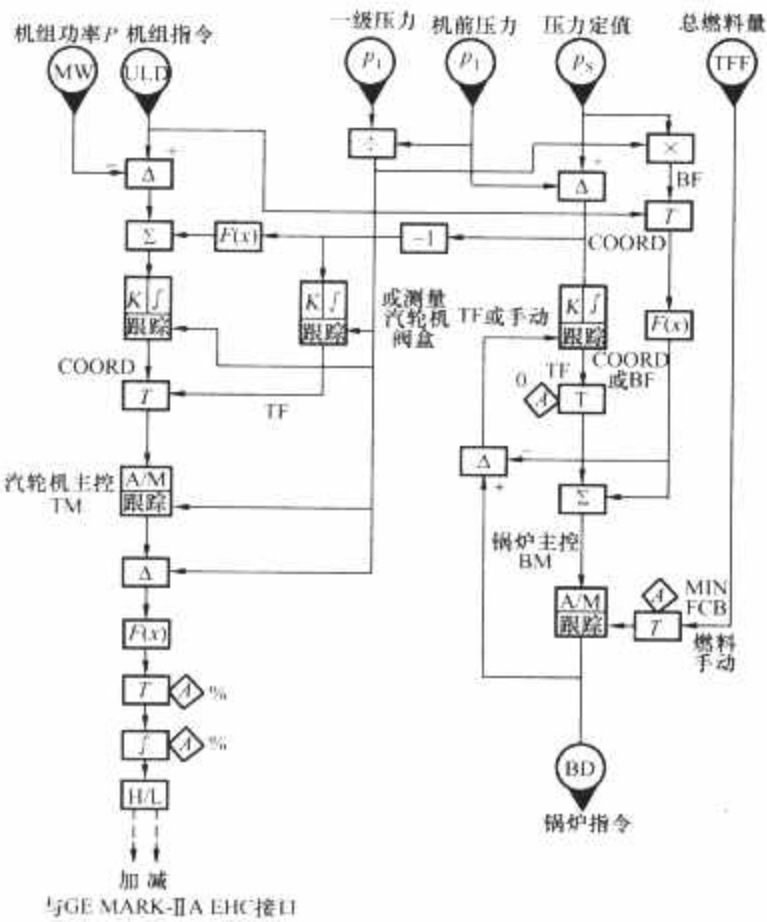 机组功率P 机组指令 一级压力 机前压力 压力定值 总燃料量
MW ULD p₁ p₁ pₛ TFF
÷ ×
- + Δ + Δ BF
T
Σ F(x) -1 COORD
K ∫ 跟踪
K ∫ 跟踪
或测量
汽轮机
阀盒
TF或手动
K ∫ 跟踪
F(x)
COORD
T
TF
0 A TF T
COORD
或BF
Δ - +
Σ
汽轮机主控
TM
A/M
跟踪
锅炉主控
BM
A/M
跟踪
A MIN
FCB
T
燃料
手动
Δ
F(x)
T A %
∫ A %
H/L
BD
锅炉指令
加 减
与GE MARK-ⅡA EHC接口